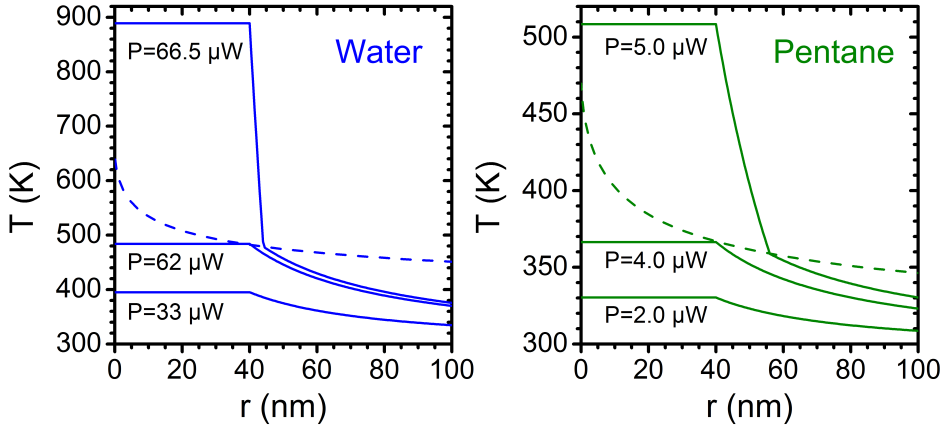 900
800
700
600
500
400
300
T (K)
P=66.5 μW
Water
P=62 μW
P=33 μW
0 20 40 60 80 100
r (nm)
500
450
400
350
300
T (K)
P=5.0 μW
Pentane
P=4.0 μW
P=2.0 μW
0 20 40 60 80 100
r (nm)